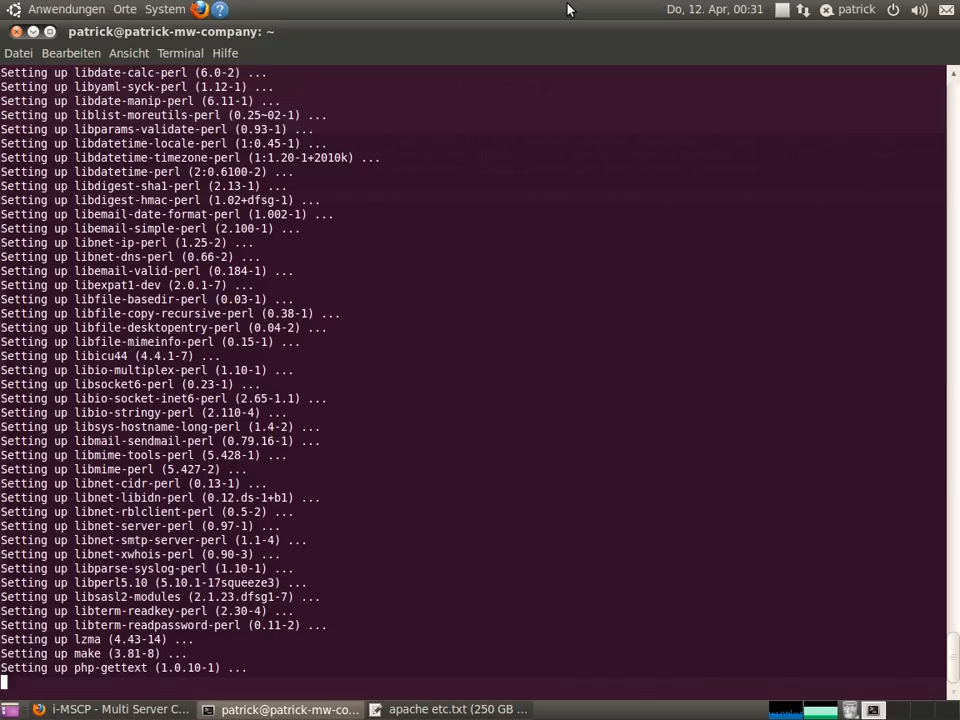 Anwendungen Orte System Do, 12. Apr, 00:31 patrick
patrick@patrick-mw-company: ~
Datei Bearbeiten Ansicht Terminal Hilfe
Setting up libdate-calc-perl (6.0-2) ...
Setting up libyaml-syck-perl (1.12-1) ...
Setting up libdate-manip-perl (6.11-1) ...
Setting up liblist-moreutils-perl (0.25~02-1) ...
Setting up libparams-validate-perl (0.93-1) ...
Setting up libdatetime-locale-perl (1:0.45-1) ...
Setting up libdatetime-timezone-perl (1:1.20-1+2010k) ...
Setting up libdatetime-perl (2:0.6100-2) ...
Setting up libdigest-sha1-perl (2.13-1) ...
Setting up libdigest-hmac-perl (1.02+dfsg-1) ...
Setting up libemail-date-format-perl (1.002-1) ...
Setting up libemail-simple-perl (2.100-1) ...
Setting up libnet-ip-perl (1.25-2) ...
Setting up libnet-dns-perl (0.66-2) ...
Setting up libemail-valid-perl (0.184-1) ...
Setting up libexpat1-dev (2.0.1-7) ...
Setting up libfile-basedir-perl (0.03-1) ...
Setting up libfile-copy-recursive-perl (0.38-1) ...
Setting up libfile-desktopentry-perl (0.04-2) ...
Setting up libfile-mimeinfo-perl (0.15-1) ...
Setting up libicu44 (4.4.1-7) ...
Setting up libio-multiplex-perl (1.10-1) ...
Setting up libsocket6-perl (0.23-1) ...
Setting up libio-socket-inet6-perl (2.65-1.1) ...
Setting up libio-stringy-perl (2.110-4) ...
Setting up libsys-hostname-long-perl (1.4-2) ...
Setting up libmail-sendmail-perl (0.79.16-1) ...
Setting up libmime-tools-perl (5.428-1) ...
Setting up libmime-perl (5.427-2) ...
Setting up libnet-cidr-perl (0.13-1) ...
Setting up libnet-libidn-perl (0.12.ds-1+b1) ...
Setting up libnet-rblclient-perl (0.5-2) ...
Setting up libnet-server-perl (0.97-1) ...
Setting up libnet-smtp-server-perl (1.1-4) ...
Setting up libnet-xwhois-perl (0.90-3) ...
Setting up libparse-syslog-perl (1.10-1) ...
Setting up libperl5.10 (5.10.1-17squeeze3) ...
Setting up libsasl2-modules (2.1.23.dfsg1-7) ...
Setting up libterm-readkey-perl (2.30-4) ...
Setting up libterm-readpassword-perl (0.11-2) ...
Setting up lzma (4.43-14) ...
Setting up make (3.81-8) ...
Setting up php-gettext (1.0.10-1) ...
i-MSCP - Multi Server C... patrick@patrick-mw-co... apache etc.txt (250 GB ...